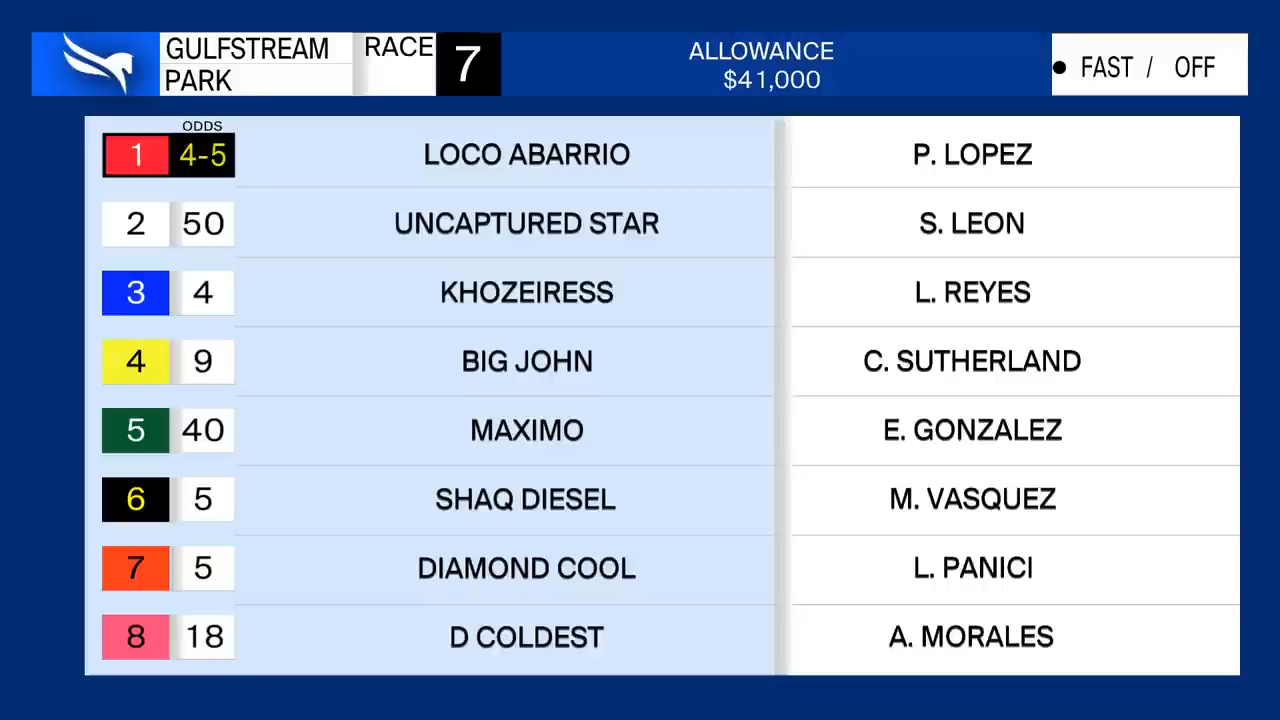 GULFSTREAM PARK
RACE 7
ALLOWANCE
$41,000
• FAST / OFF
ODDS
1 4-5 LOCO ABARRIO P. LOPEZ
2 50 UNCAPTURED STAR S. LEON
3 4 KHOZEIRESS L. REYES
4 9 BIG JOHN C. SUTHERLAND
5 40 MAXIMO E. GONZALEZ
6 5 SHAQ DIESEL M. VASQUEZ
7 5 DIAMOND COOL L. PANICI
8 18 D COLDEST A. MORALES